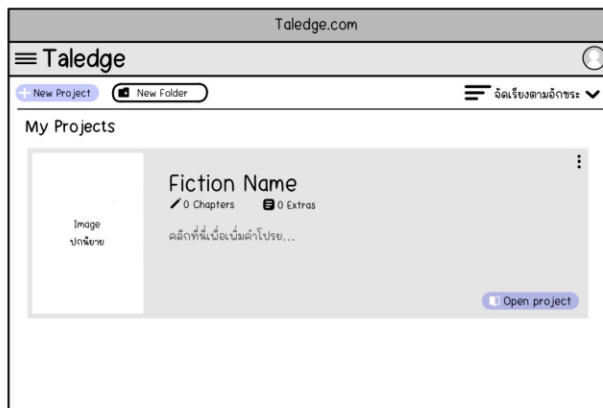 Taledge.com
Taledge
New Project New Folder จัดเรียงตามอักขระ
My Projects
Fiction Name
0 Chapters 0 Extras
Image
ปกนิยาย
คลิกที่นี่เพื่อเพิ่มคำโปรย...
Open project